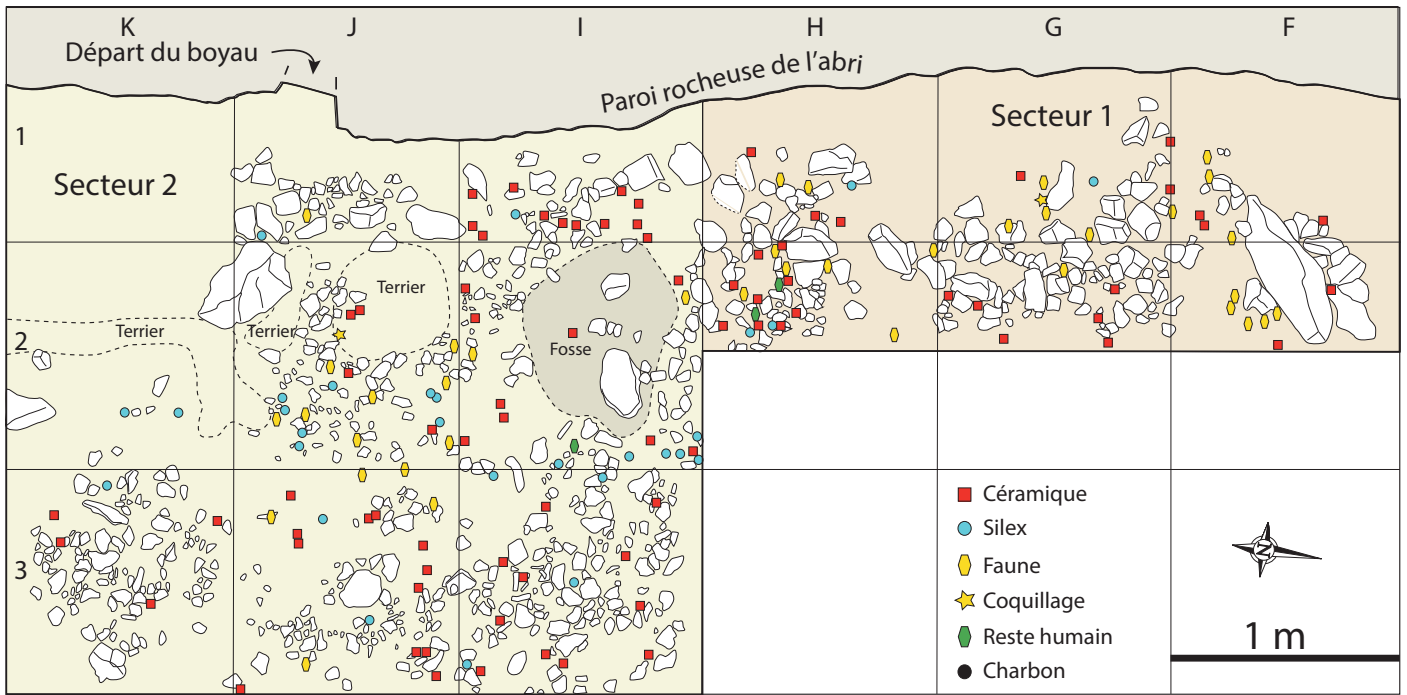 K
J
I
H
G
F
Départ du boyau
Paroi rocheuse de l'abri
1
Secteur 1
Secteur 2
Terrier
Terrier
Terrier
2
Fosse
Céramique
Silex
Faune
Coquillage
Reste humain
Charbon
3
N
1 m